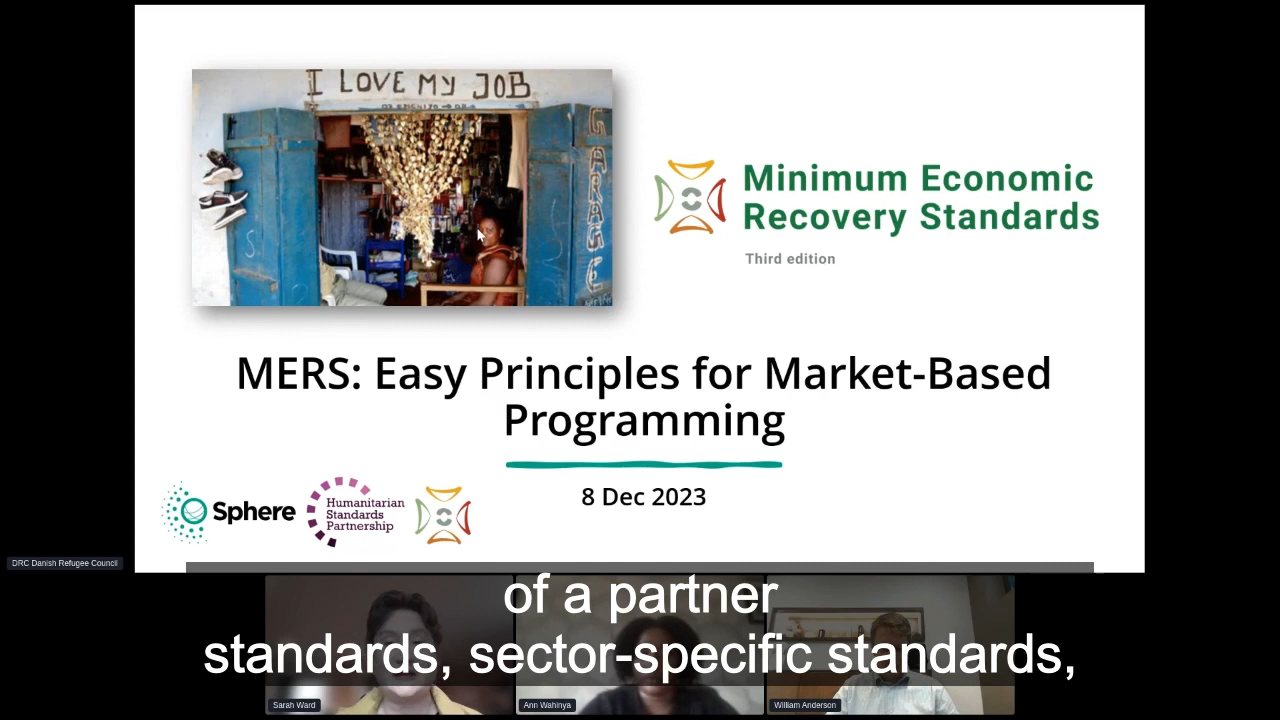 I LOVE MY JOB
GARAGE
Minimum Economic
Recovery Standards
Third edition
MERS: Easy Principles for Market-Based
Programming
8 Dec 2023
Sphere
Humanitarian
Standards
Partnership
DRC Danish Refugee Council
of a partner
standards, sector-specific standards,
Sarah Ward
Ann Wahinya
William Anderson